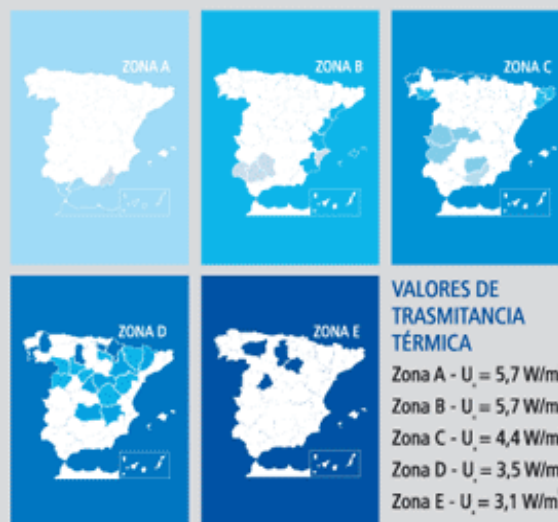 ZONA A
ZONA B
ZONA C
ZONA D
ZONA E
VALORES DE
TRASMITANCIA
TÉRMICA
Zona A - U = 5,7 W/m
Zona B - U = 5,7 W/m
Zona C - U = 4,4 W/m
Zona D - U = 3,5 W/m
Zona E - U = 3,1 W/m